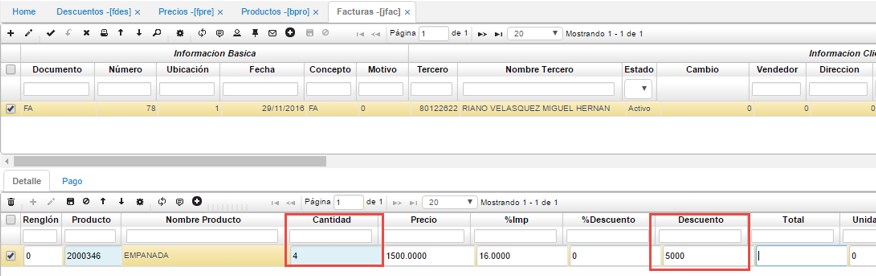 Home Descuentos -[fdes] × Precios -[fpre] × Productos -[bpro] × Facturas -[jfac] ×
Página 1 de 1 20 Mostrando 1 - 1 de 1
Informacion Basica Informacion Clie
Documento Número Ubicación Fecha Concepto Motivo Tercero Nombre Tercero Estado Cambio Vendedor Direccion
FA 78 1 29/11/2016 FA 0 80122622 RIANO VELASQUEZ MIGUEL HERNAN Activo 0 0 0
Detalle Pago
Página 1 de 1 20 Mostrando 1 - 1 de 1
Renglón Producto Nombre Producto Cantidad Precio %Imp %Descuento Descuento Total Unida
0 2000346 EMPANADA 4 1500.0000 16.0000 0 5000 0